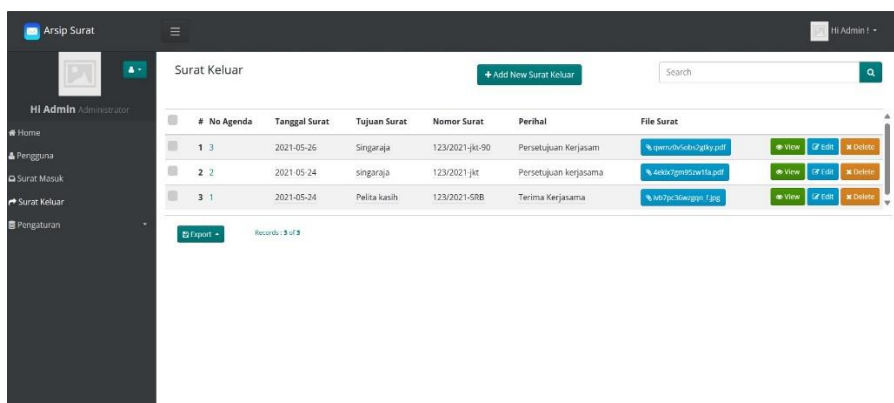 Arsip Surat
Hi Admin !
Hi Admin Administrator
Home
Pengguna
Surat Masuk
Surat Keluar
Pengaturan
Surat Keluar
+ Add New Surat Keluar
Search
# No Agenda Tanggal Surat Tujuan Surat Nomor Surat Perihal File Surat
1 3 2021-05-26 Singaraja 123/2021-jkt-90 Persetujuan Kerjasam View Edit Delete
2 2 2021-05-24 singaraja 123/2021-jkt Persetujuan kerjasama View Edit Delete
3 1 2021-05-24 Pelita kasih 123/2021-SRB Terima Kerjasama View Edit Delete
Export
Records : 3 of 3